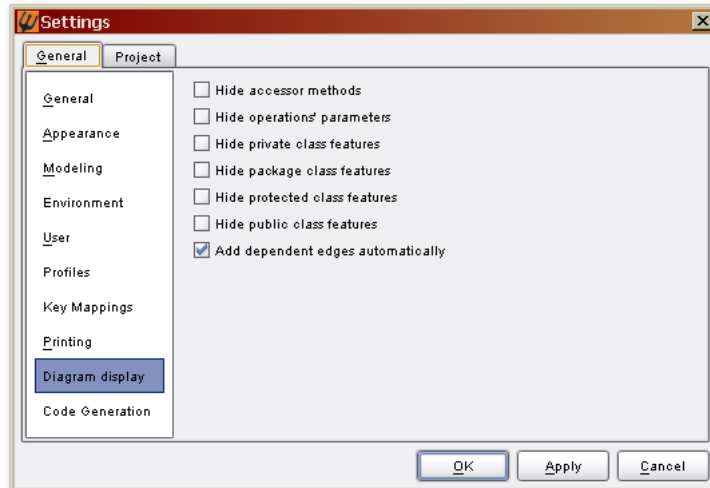 Settings
General Project
General
Appearance
Modeling
Environment
User
Profiles
Key Mappings
Printing
Diagram display
Code Generation
Hide accessor methods
Hide operations' parameters
Hide private class features
Hide package class features
Hide protected class features
Hide public class features
Add dependent edges automatically
OK Apply Cancel